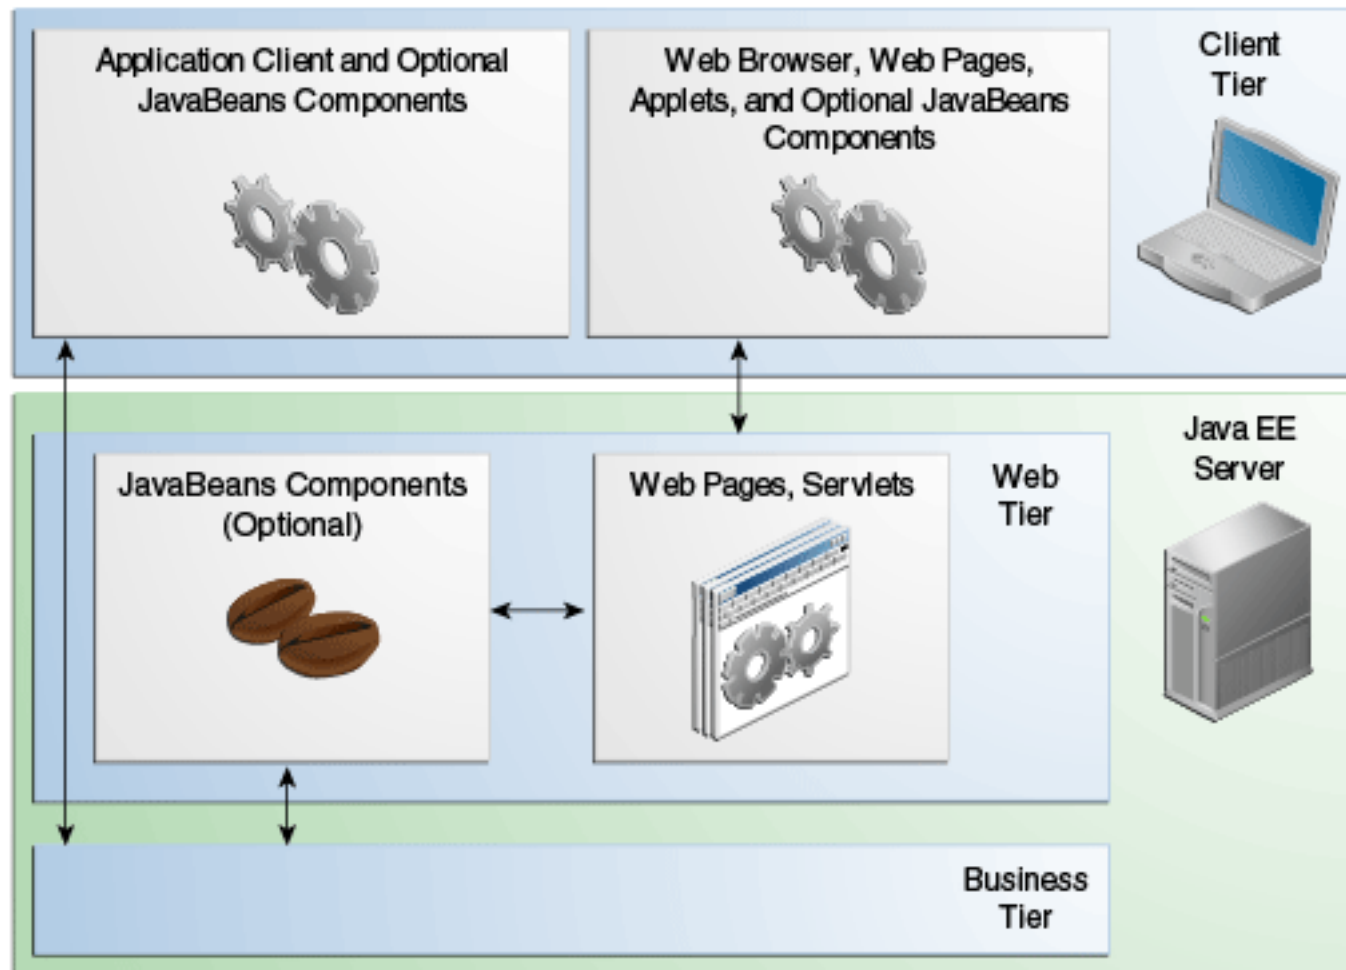 Application Client and Optional
JavaBeans Components
Web Browser, Web Pages,
Applets, and Optional JavaBeans
Components
Client
Tier
JavaBeans Components
(Optional)
Web Pages, Servlets
Web
Tier
Java EE
Server
Business
Tier